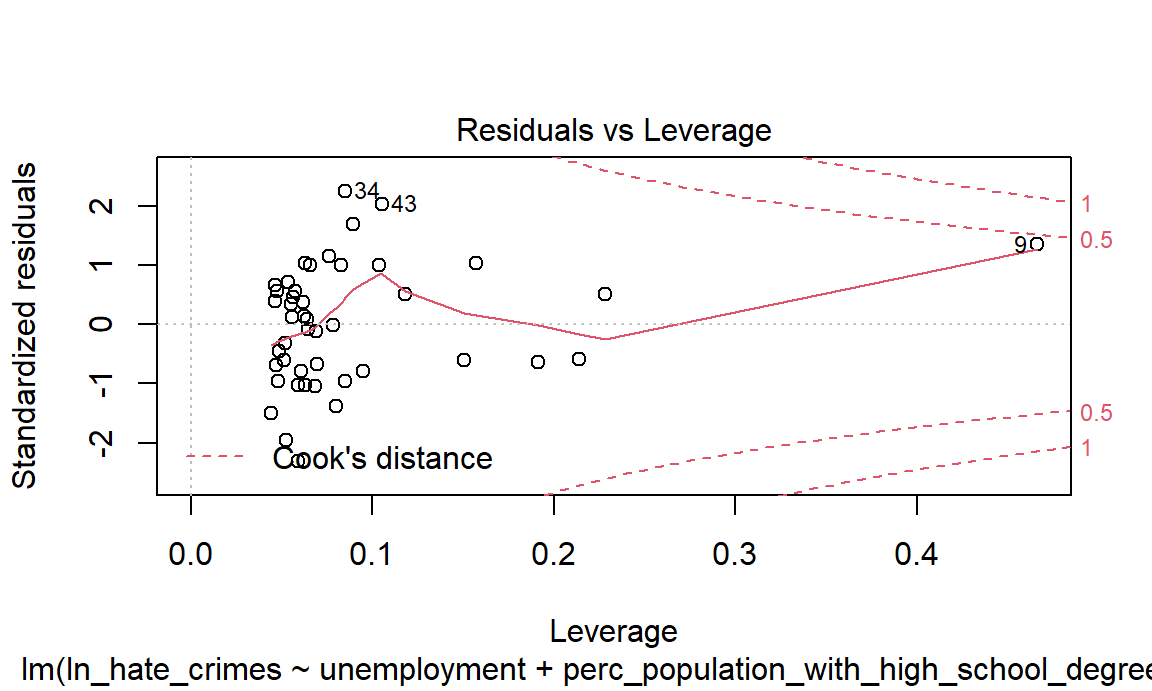 Residuals vs Leverage
Standardized residuals
2
1
0
-1
-2
34
43
9
1
0.5
0.5
1
Cook's distance
0.0 0.1 0.2 0.3 0.4
Leverage
lm(ln_hate_crimes ~ unemployment + perc_population_with_high_school_degree